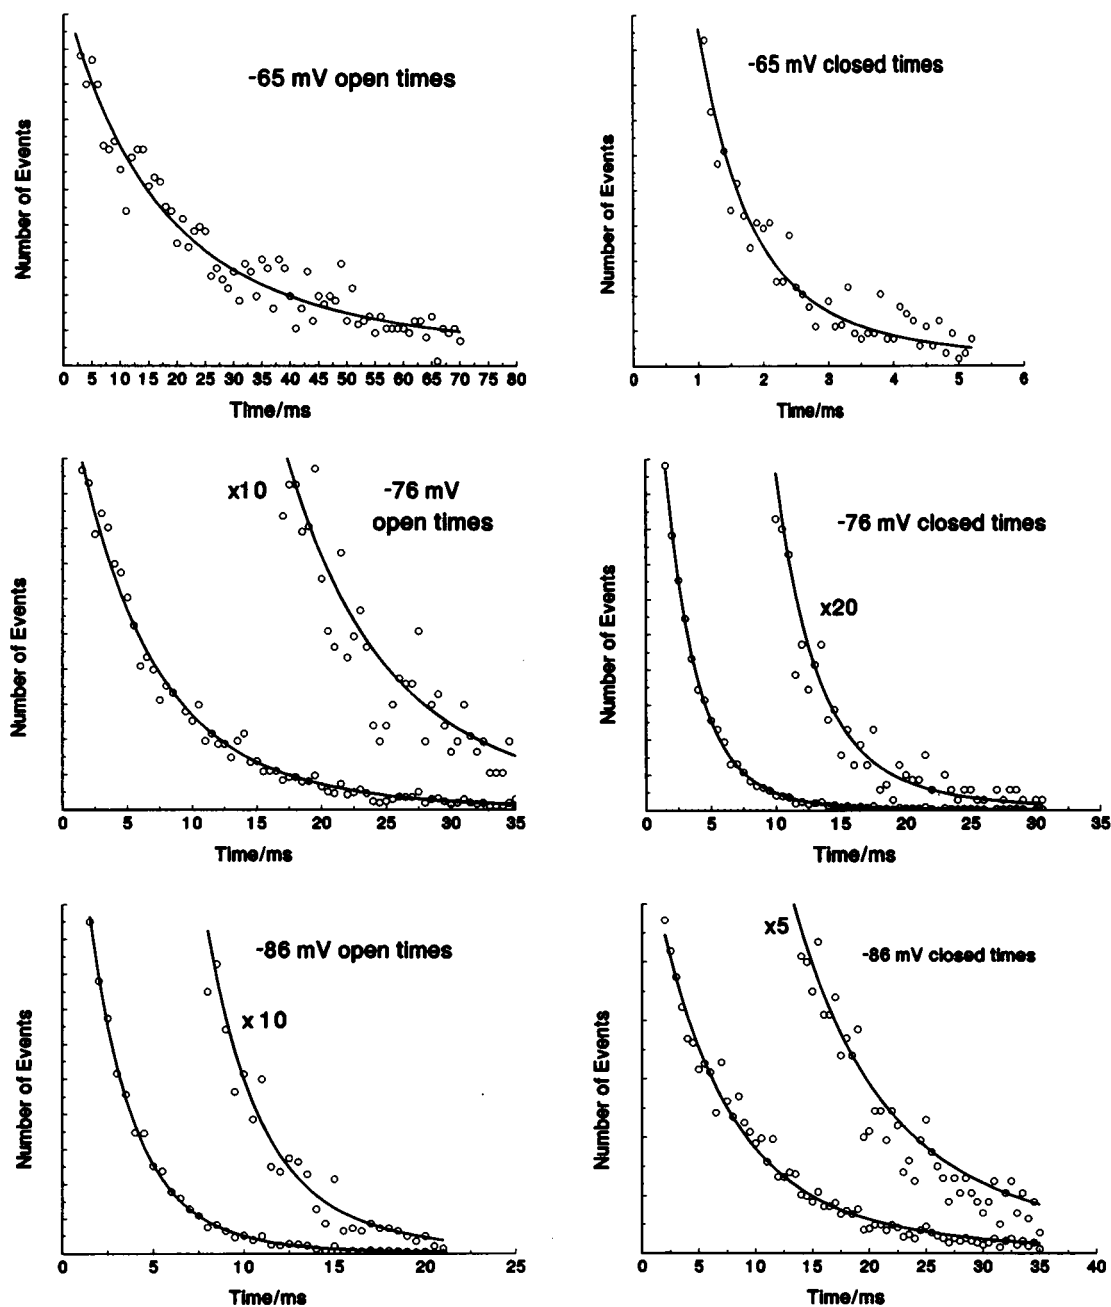 -65 mV open times
Number of Events
0 5 10 15 20 25 30 35 40 45 50 55 60 65 70 75 80
Time/ms
-65 mV closed times
Number of Events
0 1 2 3 4 5 6
Time/ms
x10
-76 mV
open times
Number of Events
0 5 10 15 20 25 30 35
Time/ms
-76 mV closed times
x20
Number of Events
0 5 10 15 20 25 30 35
Time/ms
-86 mV open times
x 10
Number of Events
0 5 10 15 20 25
Time/ms
x5
-86 mV closed times
Number of Events
0 5 10 15 20 25 30 35 40
Time/ms